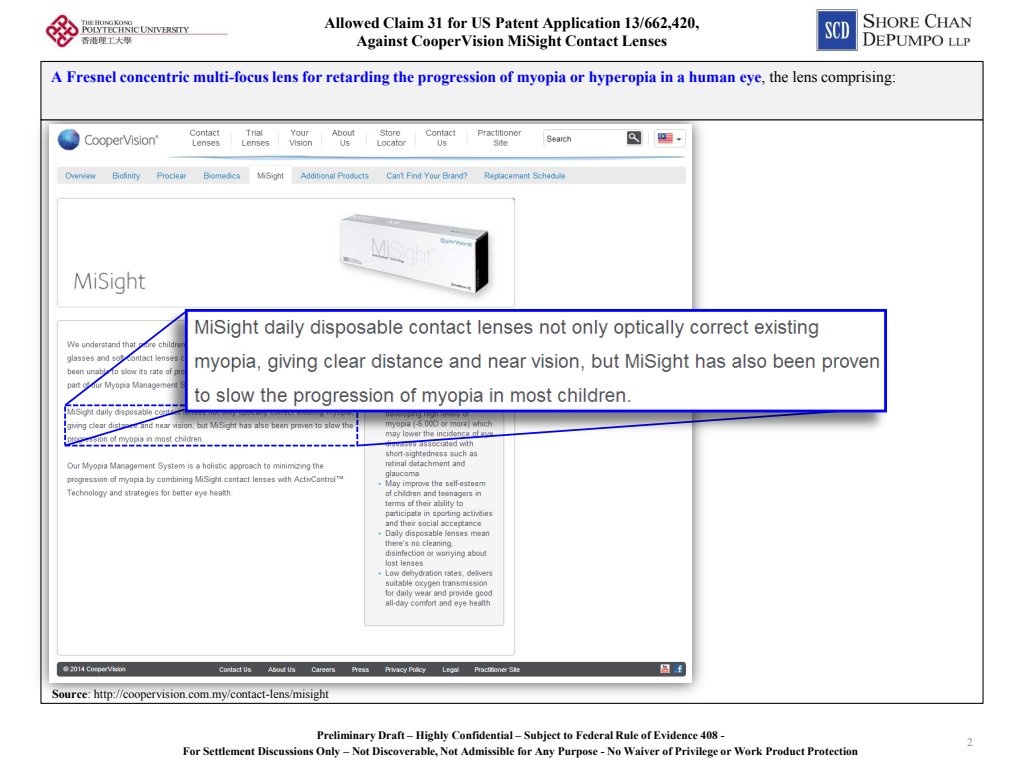 THE HONG KONG
POLYTECHNIC UNIVERSITY
香港理工大學
Allowed Claim 31 for US Patent Application 13/662,420,
Against CooperVision MiSight Contact Lenses
SCD
SHORE CHAN
DEPUMPO LLP
A Fresnel concentric multi-focus lens for retarding the progression of myopia or hyperopia in a human eye, the lens comprising:
CooperVision®
Contact Lenses
Trial Lenses
Your Vision
About Us
Store Locator
Contact Us
Practitioner Site
Search
Overview Biofinity Proclear Biomedics MiSight Additional Products Can't Find Your Brand? Replacement Schedule
CooperVision
MiSight
MiSight
MiSight daily disposable contact lenses not only optically correct existing
myopia, giving clear distance and near vision, but MiSight has also been proven
to slow the progression of myopia in most children.
We understand that more children
glasses and soft contact lenses
been unable to slow its rate of
part of our Myopia Management
MiSight daily disposable contact lenses not only optically correct existing myopia,
giving clear distance and near vision, but MiSight has also been proven to slow the
progression of myopia in most children.
Our Myopia Management System is a holistic approach to minimizing the
progression of myopia by combining MiSight contact lenses with ActivControl™
Technology and strategies for better eye health.
developing high levels of
myopia (-6.00D or more) which
may lower the incidence of eye
diseases associated with
short-sightedness such as
retinal detachment and
glaucoma
• May improve the self-esteem
of children and teenagers in
terms of their ability to
participate in sporting activities
and their social acceptance
• Daily disposable lenses mean
there's no cleaning,
disinfection or worrying about
lost lenses
• Low dehydration rates, delivers
suitable oxygen transmission
for daily wear and provide good
all-day comfort and eye health
© 2014 CooperVision Contact Us About Us Careers Press Privacy Policy Legal Practitioner Site
Source: http://coopervision.com.my/contact-lens/misight
Preliminary Draft – Highly Confidential – Subject to Federal Rule of Evidence 408 -
For Settlement Discussions Only – Not Discoverable, Not Admissible for Any Purpose - No Waiver of Privilege or Work Product Protection
2